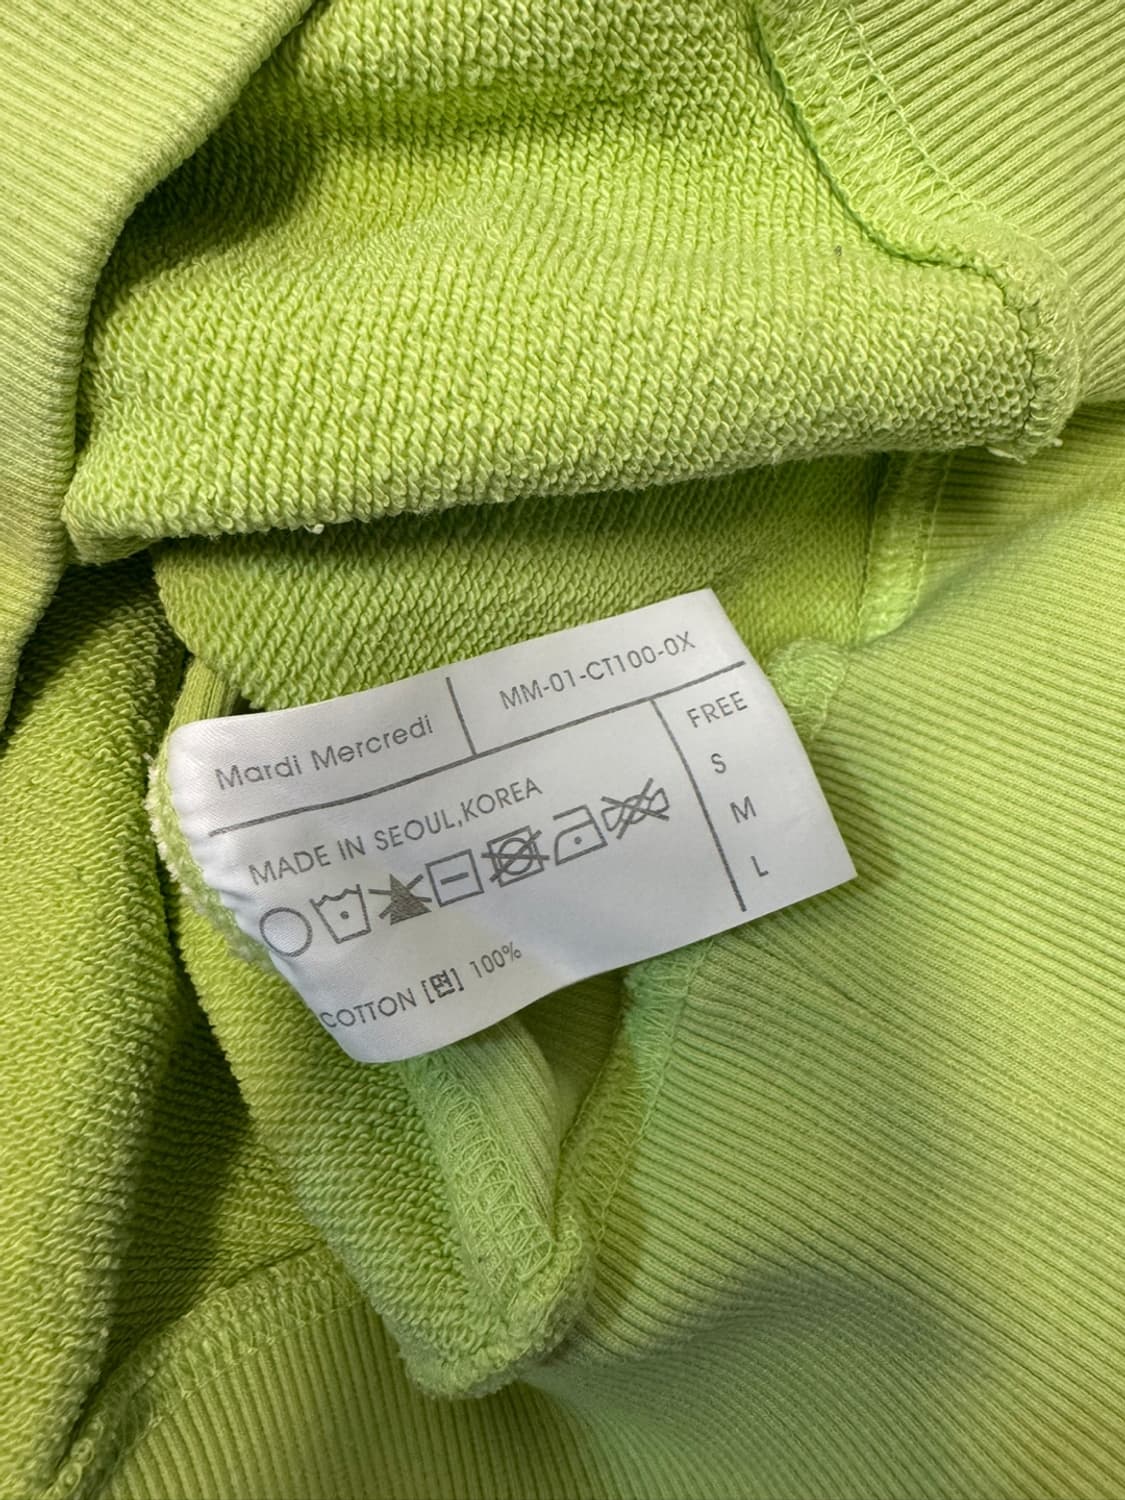 Mardi Mercredi
MM-01-CT100-0X
MADE IN SEOUL,KOREA
COTTON [면] 100%
FREE
S
M
L